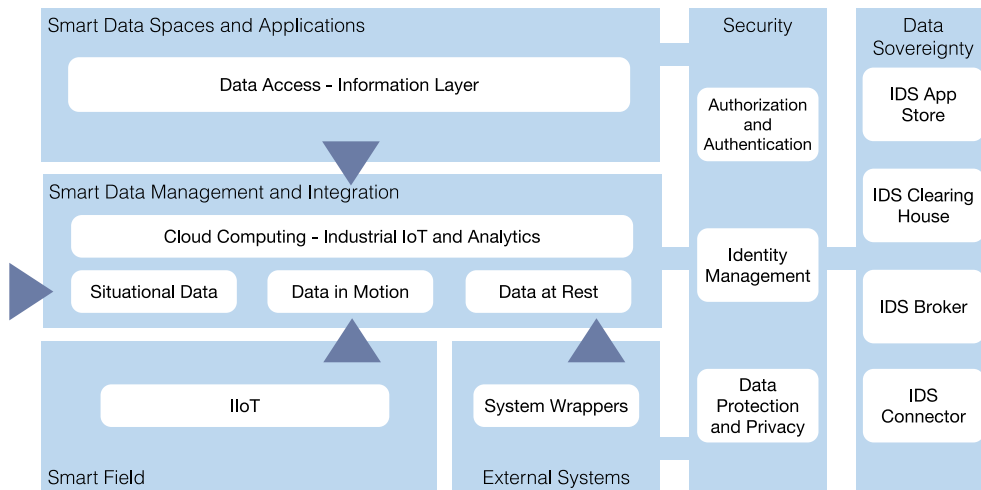 Smart Data Spaces and Applications
Data Access - Information Layer
Smart Data Management and Integration
Cloud Computing - Industrial IoT and Analytics
Situational Data
Data in Motion
Data at Rest
IIoT
Smart Field
System Wrappers
External Systems
Security
Authorization
and
Authentication
Identity
Management
Data
Protection
and Privacy
Data
Sovereignty
IDS App
Store
IDS Clearing
House
IDS Broker
IDS
Connector